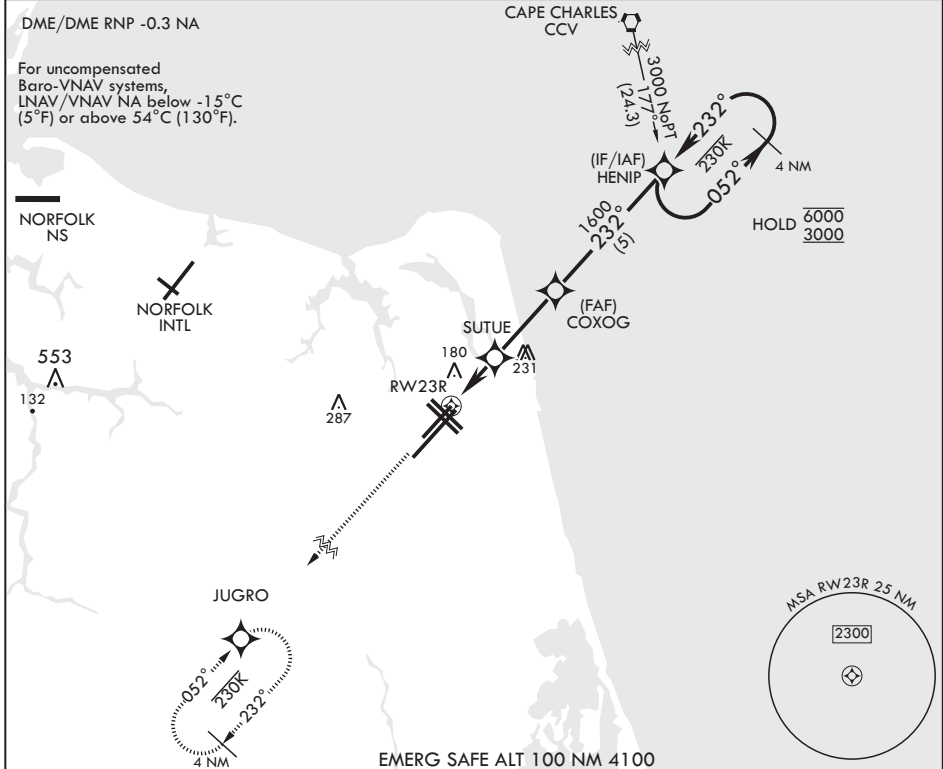 DME/DME RNP -0.3 NA
For uncompensated
Baro-VNAV systems,
LNAV/VNAV NA below -15°C
(5°F) or above 54°C (130°F).
CAPE CHARLES
CCV
3000 NoPT
177°
(24.3)
232°
230K
052°
4 NM
(IF/IAF)
HENIP
HOLD
6000
3000
1600
232°
(5)
NORFOLK
NS
NORFOLK
INTL
(FAF)
COXOG
SUTUE
180
231
RW23R
553
132
287
JUGRO
052°
230K
232°
4 NM
MSA RW23R 25 NM
2300
EMERG SAFE ALT 100 NM 4100